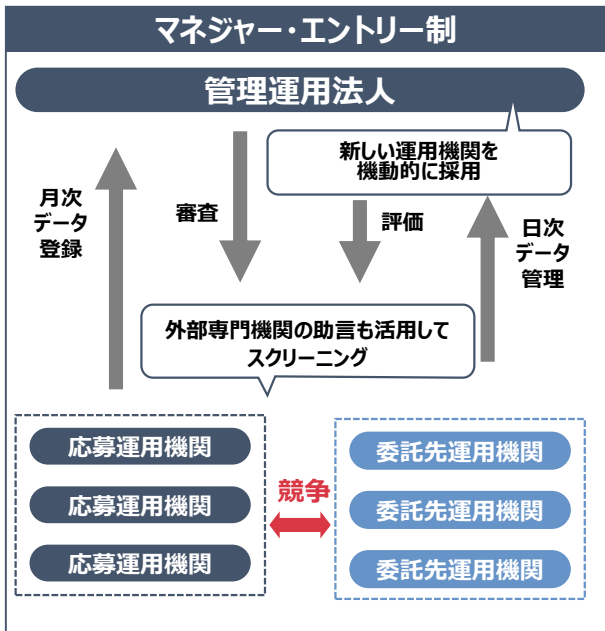 マネジャー・エントリー制
管理運用法人
新しい運用機関を
機動的に採用
月次
データ
登録
審査
評価
日次
データ
管理
外部専門機関の助言も活用して
スクリーニング
応募運用機関
応募運用機関
応募運用機関
競争
委託先運用機関
委託先運用機関
委託先運用機関